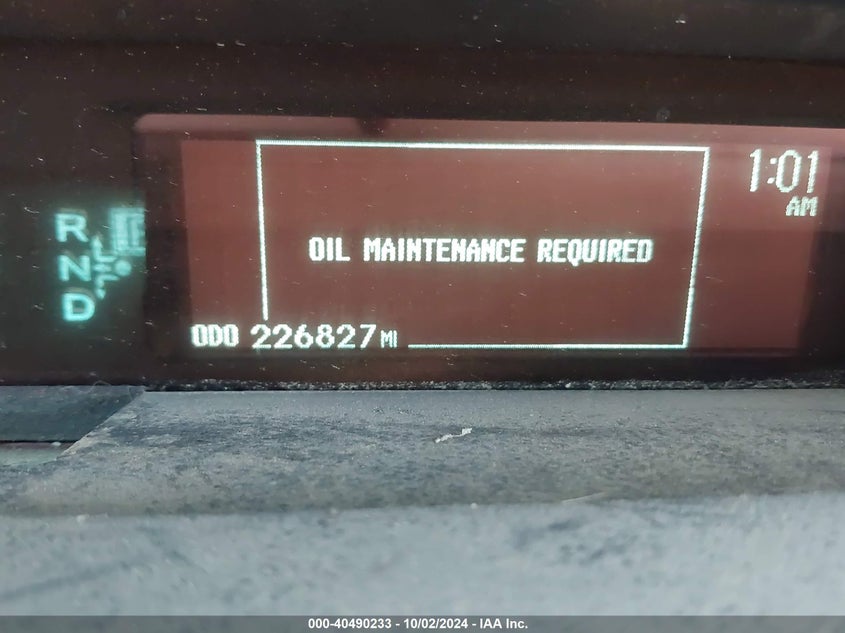 1:01
AM
R
N
D
OIL MAINTENANCE REQUIRED
ODO 226827 MI
000-40490233 - 10/02/2024 - IAA Inc.